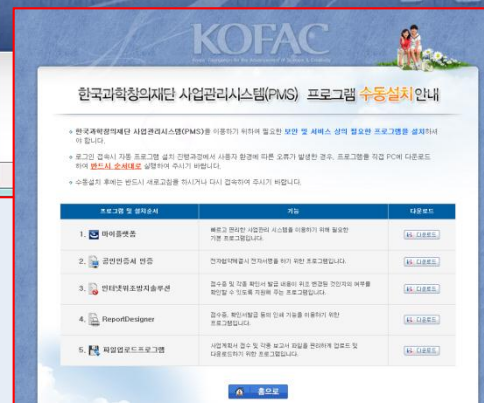 KOFAC
한국과학창의재단 사업관리시스템(PMS) 프로그램 수동설치안내
한국과학창의재단 사업관리시스템(PMS)을 이용하기 위하여 필요한 보안 및 서비스 상의 필요한 프로그램을 설치하셔
야 합니다.
로그인 접속시 자동 프로그램 설치 진행과정에서 사용자 환경에 따른 오류가 발생한 경우, 프로그램을 직접 PC에 다운로드
하여 반드시 순서대로 실행하여 주시기 바랍니다.
수동설치 후에는 반드시 새로고침을 하시거나 다시 접속하여 주시기 바랍니다.
프로그램 및 설치순서 기능 다운로드
1. 마이플랫폼 빠르고 편리한 사업관리 시스템을 이용하기 위해 필요한
기본 프로그램입니다. 다운로드
2. 공인인증서 인증 전자협약체결시 전자서명을 하기 위한 프로그램입니다. 다운로드
3. 인터넷위조방지솔루션 접수증 및 각종 확인서 발급 내용이 위조 변경된 것인지의 여부를
확인할 수 있도록 지원해 주는 프로그램입니다. 다운로드
4. ReportDesigner 접수증, 확인서발급 등의 인쇄 기능을 이용하기 위한
프로그램입니다. 다운로드
5. 파일업로드프로그램 사업계획서 접수 및 각종 보고서 파일을 편리하게 업로드 및
다운로드하기 위한 프로그램입니다. 다운로드
홈으로